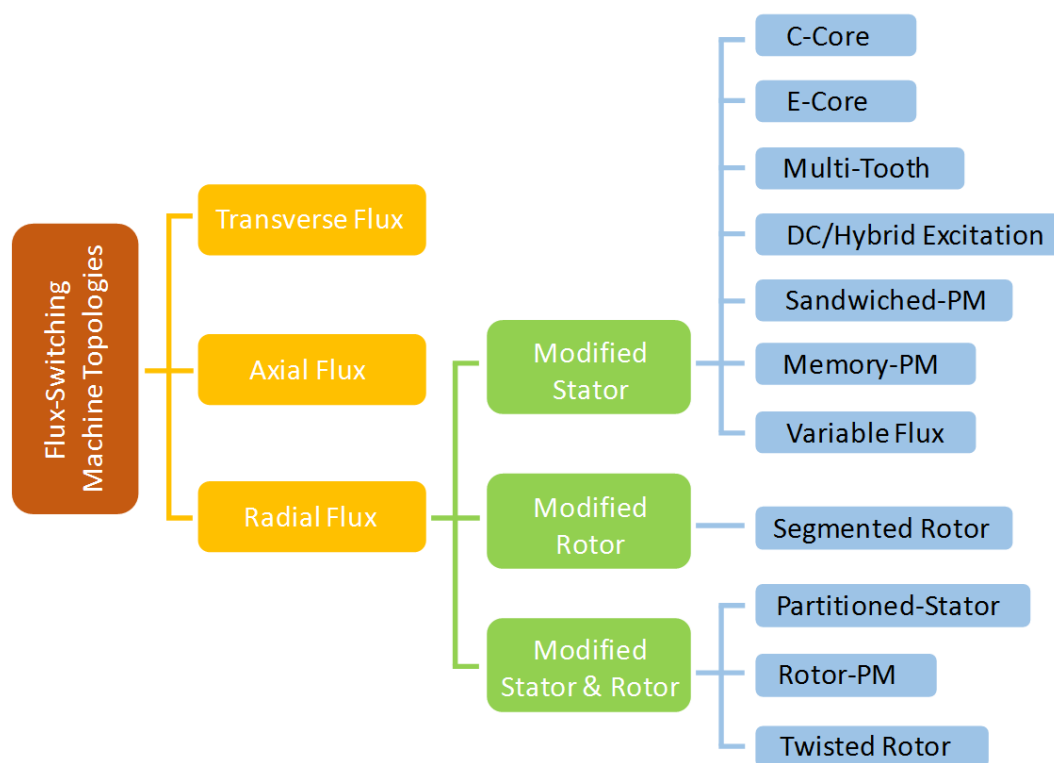 Flux-Switching
Machine Topologies
Transverse Flux
Axial Flux
Radial Flux
Modified
Stator
Modified
Rotor
Modified
Stator & Rotor
C-Core
E-Core
Multi-Tooth
DC/Hybrid Excitation
Sandwiched-PM
Memory-PM
Variable Flux
Segmented Rotor
Partitioned-Stator
Rotor-PM
Twisted Rotor